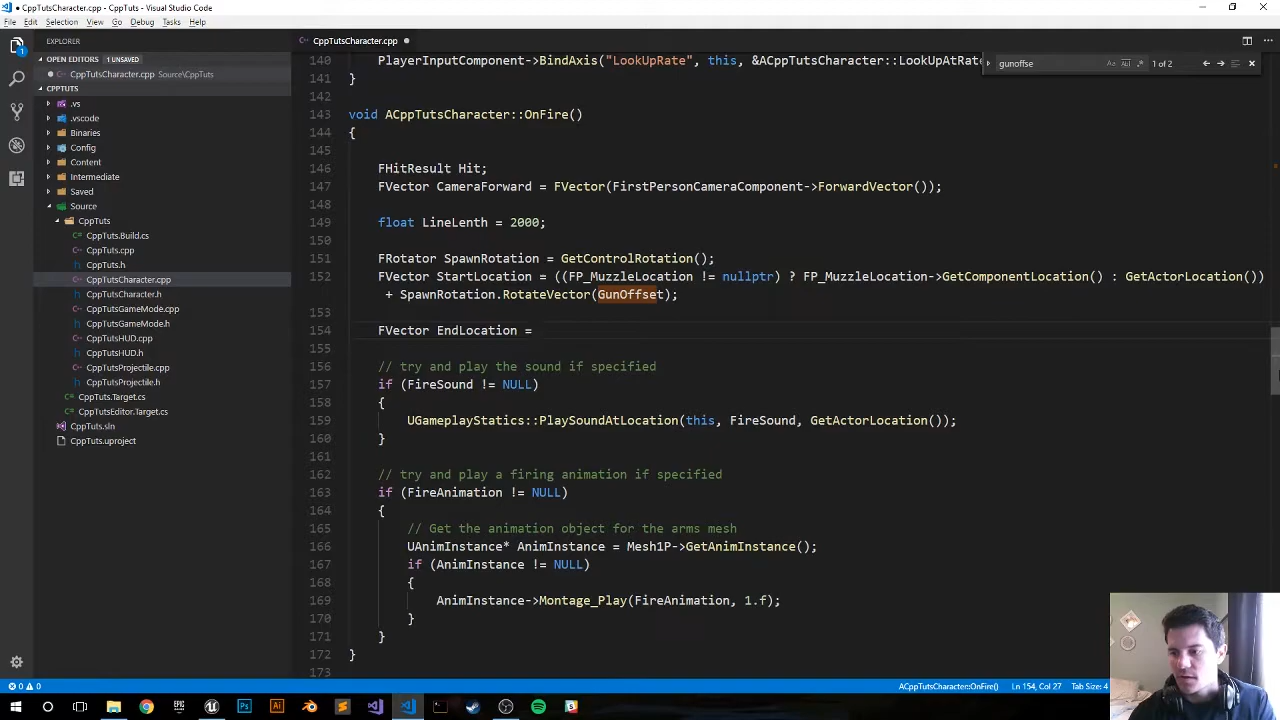 CppTutsCharacter.cpp - CppTuts - Visual Studio Code
File Edit Selection View Go Debug Tasks Help
EXPLORER
OPEN EDITORS 1 UNSAVED
CppTutsCharacter.cpp Source\CppTuts
CPPTUTS
.vs
.vscode
Binaries
Config
Content
Intermediate
Saved
Source
CppTuts
CppTuts.Build.cs
CppTuts.cpp
CppTuts.h
CppTutsCharacter.cpp
CppTutsCharacter.h
CppTutsGameMode.cpp
CppTutsGameMode.h
CppTutsHUD.cpp
CppTutsHUD.h
CppTutsProjectile.cpp
CppTutsProjectile.h
CppTuts.Target.cs
CppTutsEditor.Target.cs
CppTuts.sln
CppTuts.uproject
CppTutsCharacter.cpp
gunoffse 1 of 2
140 PlayerInputComponent->BindAxis("LookUpRate", this, &ACppTutsCharacter::LookUpAtRate
141 }
142
143 void ACppTutsCharacter::OnFire()
144 {
145
146 FHitResult Hit;
147 FVector CameraForward = FVector(FirstPersonCameraComponent->ForwardVector());
148
149 float LineLenth = 2000;
150
151 FRotator SpawnRotation = GetControlRotation();
152 FVector StartLocation = ((FP_MuzzleLocation != nullptr) ? FP_MuzzleLocation->GetComponentLocation() : GetActorLocation())
+ SpawnRotation.RotateVector(GunOffset);
153
154 FVector EndLocation =
155
156 // try and play the sound if specified
157 if (FireSound != NULL)
158 {
159 UGameplayStatics::PlaySoundAtLocation(this, FireSound, GetActorLocation());
160 }
161
162 // try and play a firing animation if specified
163 if (FireAnimation != NULL)
164 {
165 // Get the animation object for the arms mesh
166 UAnimInstance* AnimInstance = Mesh1P->GetAnimInstance();
167 if (AnimInstance != NULL)
168 {
169 AnimInstance->Montage_Play(FireAnimation, 1.f);
170 }
171 }
172 }
173
0 0 ACppTutsCharacter::OnFire() Ln 154, Col 27 Tab Size: 4